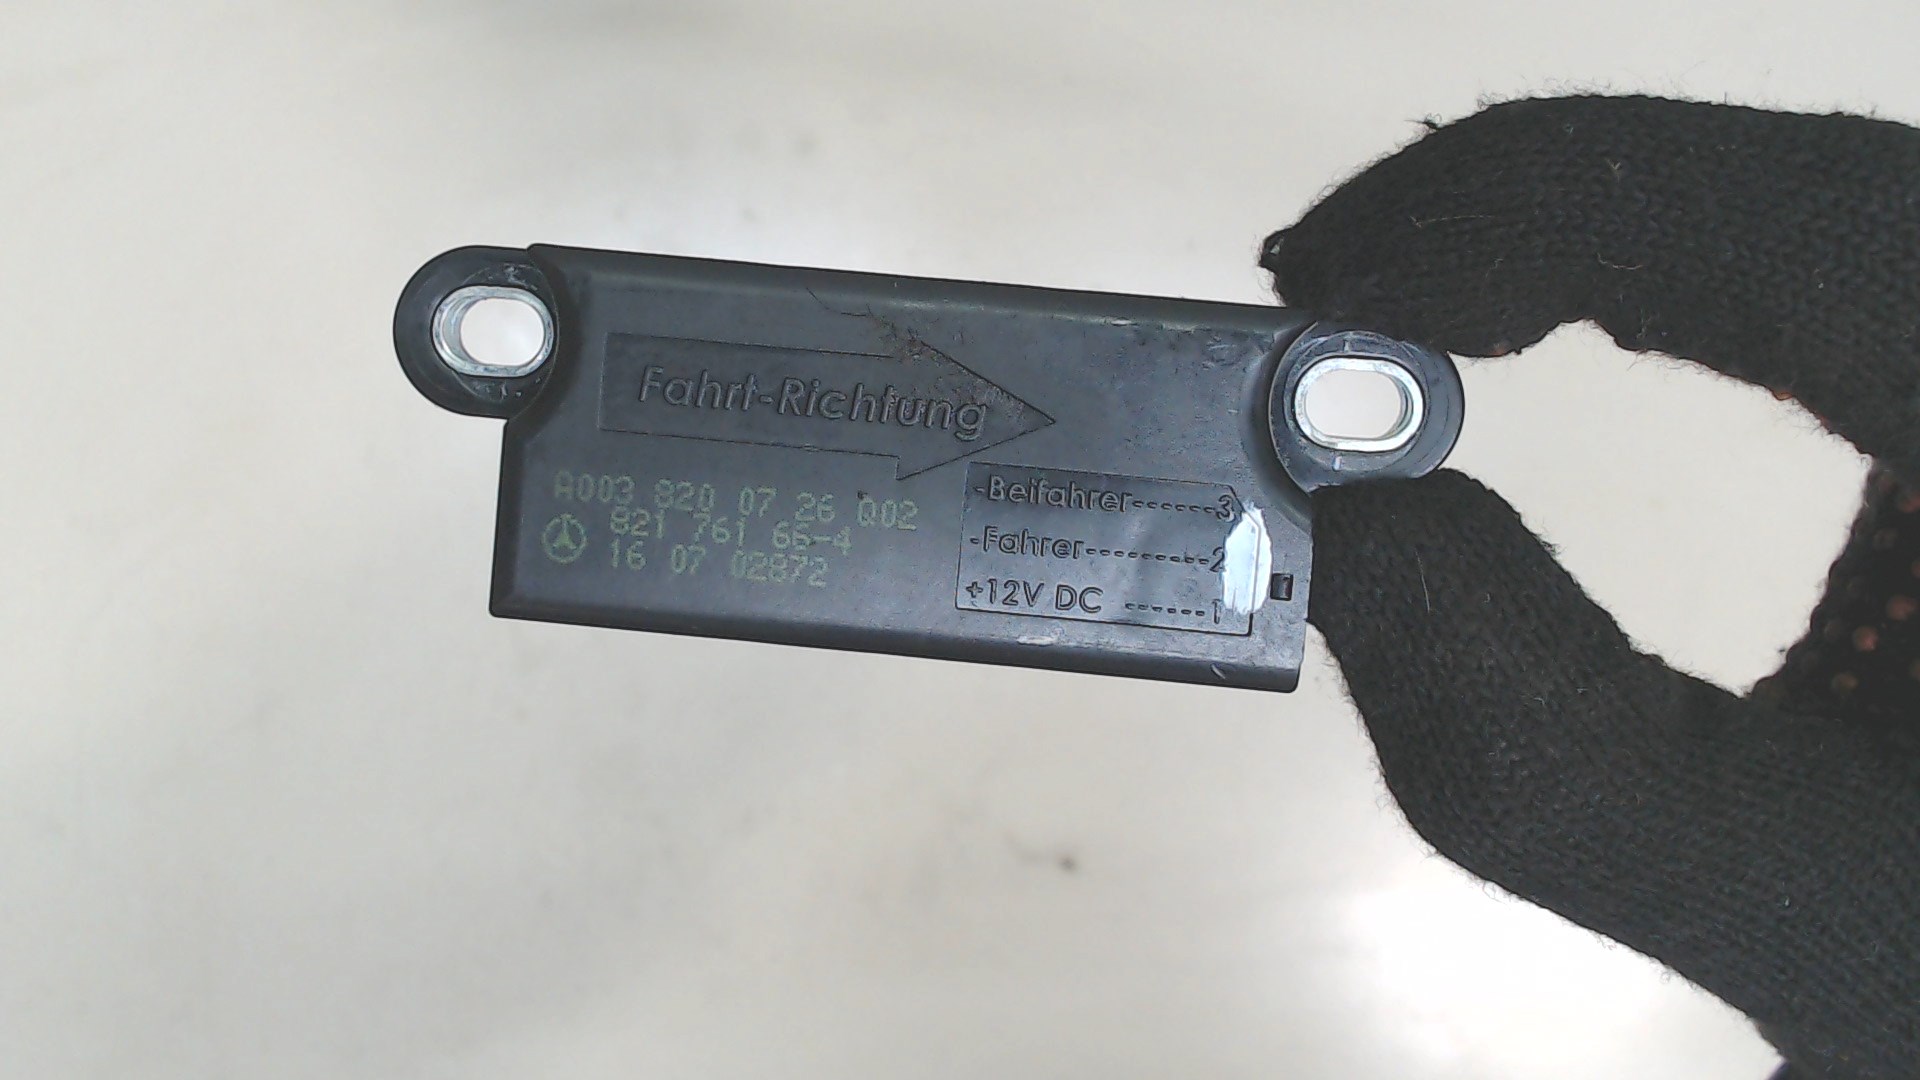 Fahrt-Richtung
A003 820 07 26 Q02
821 761 66-4
16 07 02872
-Beifahrer------3
-Fahrer---------2
+12V DC ------1